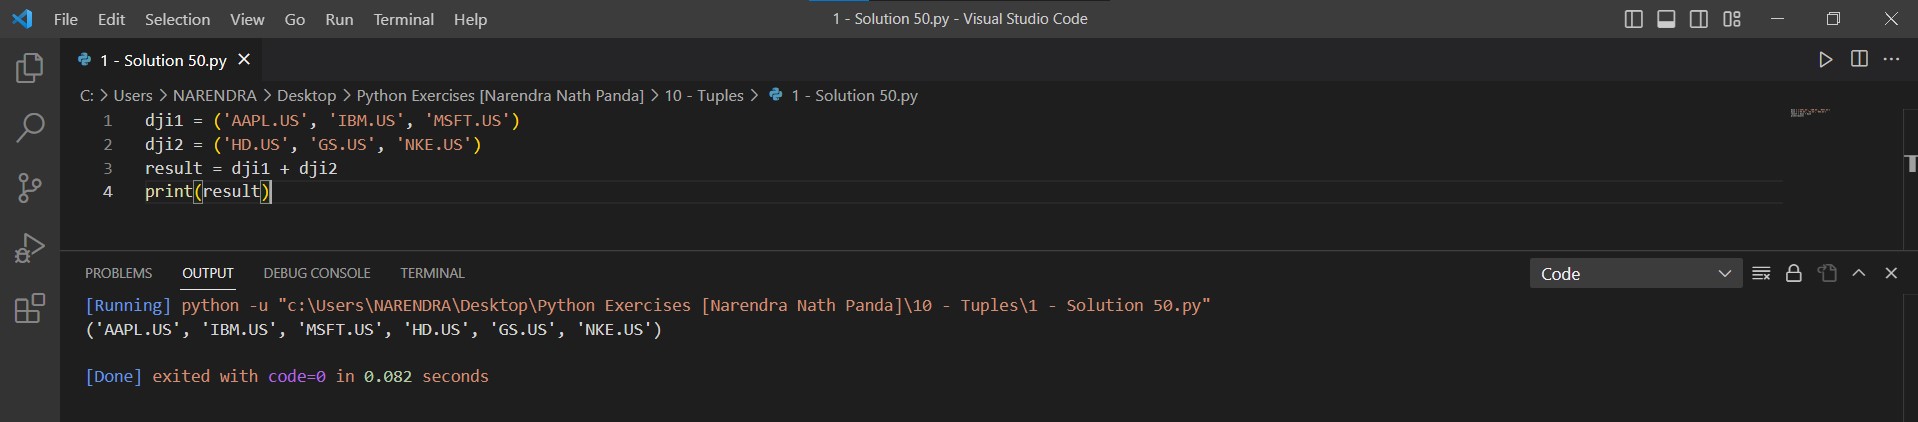 File Edit Selection View Go Run Terminal Help 1 - Solution 50.py - Visual Studio Code
1 - Solution 50.py
C: > Users > NARENDRA > Desktop > Python Exercises [Narendra Nath Panda] > 10 - Tuples > 1 - Solution 50.py
1 dji1 = ('AAPL.US', 'IBM.US', 'MSFT.US')
2 dji2 = ('HD.US', 'GS.US', 'NKE.US')
3 result = dji1 + dji2
4 print(result)
PROBLEMS OUTPUT DEBUG CONSOLE TERMINAL Code
[Running] python -u "c:\Users\NARENDRA\Desktop\Python Exercises [Narendra Nath Panda]\10 - Tuples\1 - Solution 50.py"
('AAPL.US', 'IBM.US', 'MSFT.US', 'HD.US', 'GS.US', 'NKE.US')
[Done] exited with code=0 in 0.082 seconds